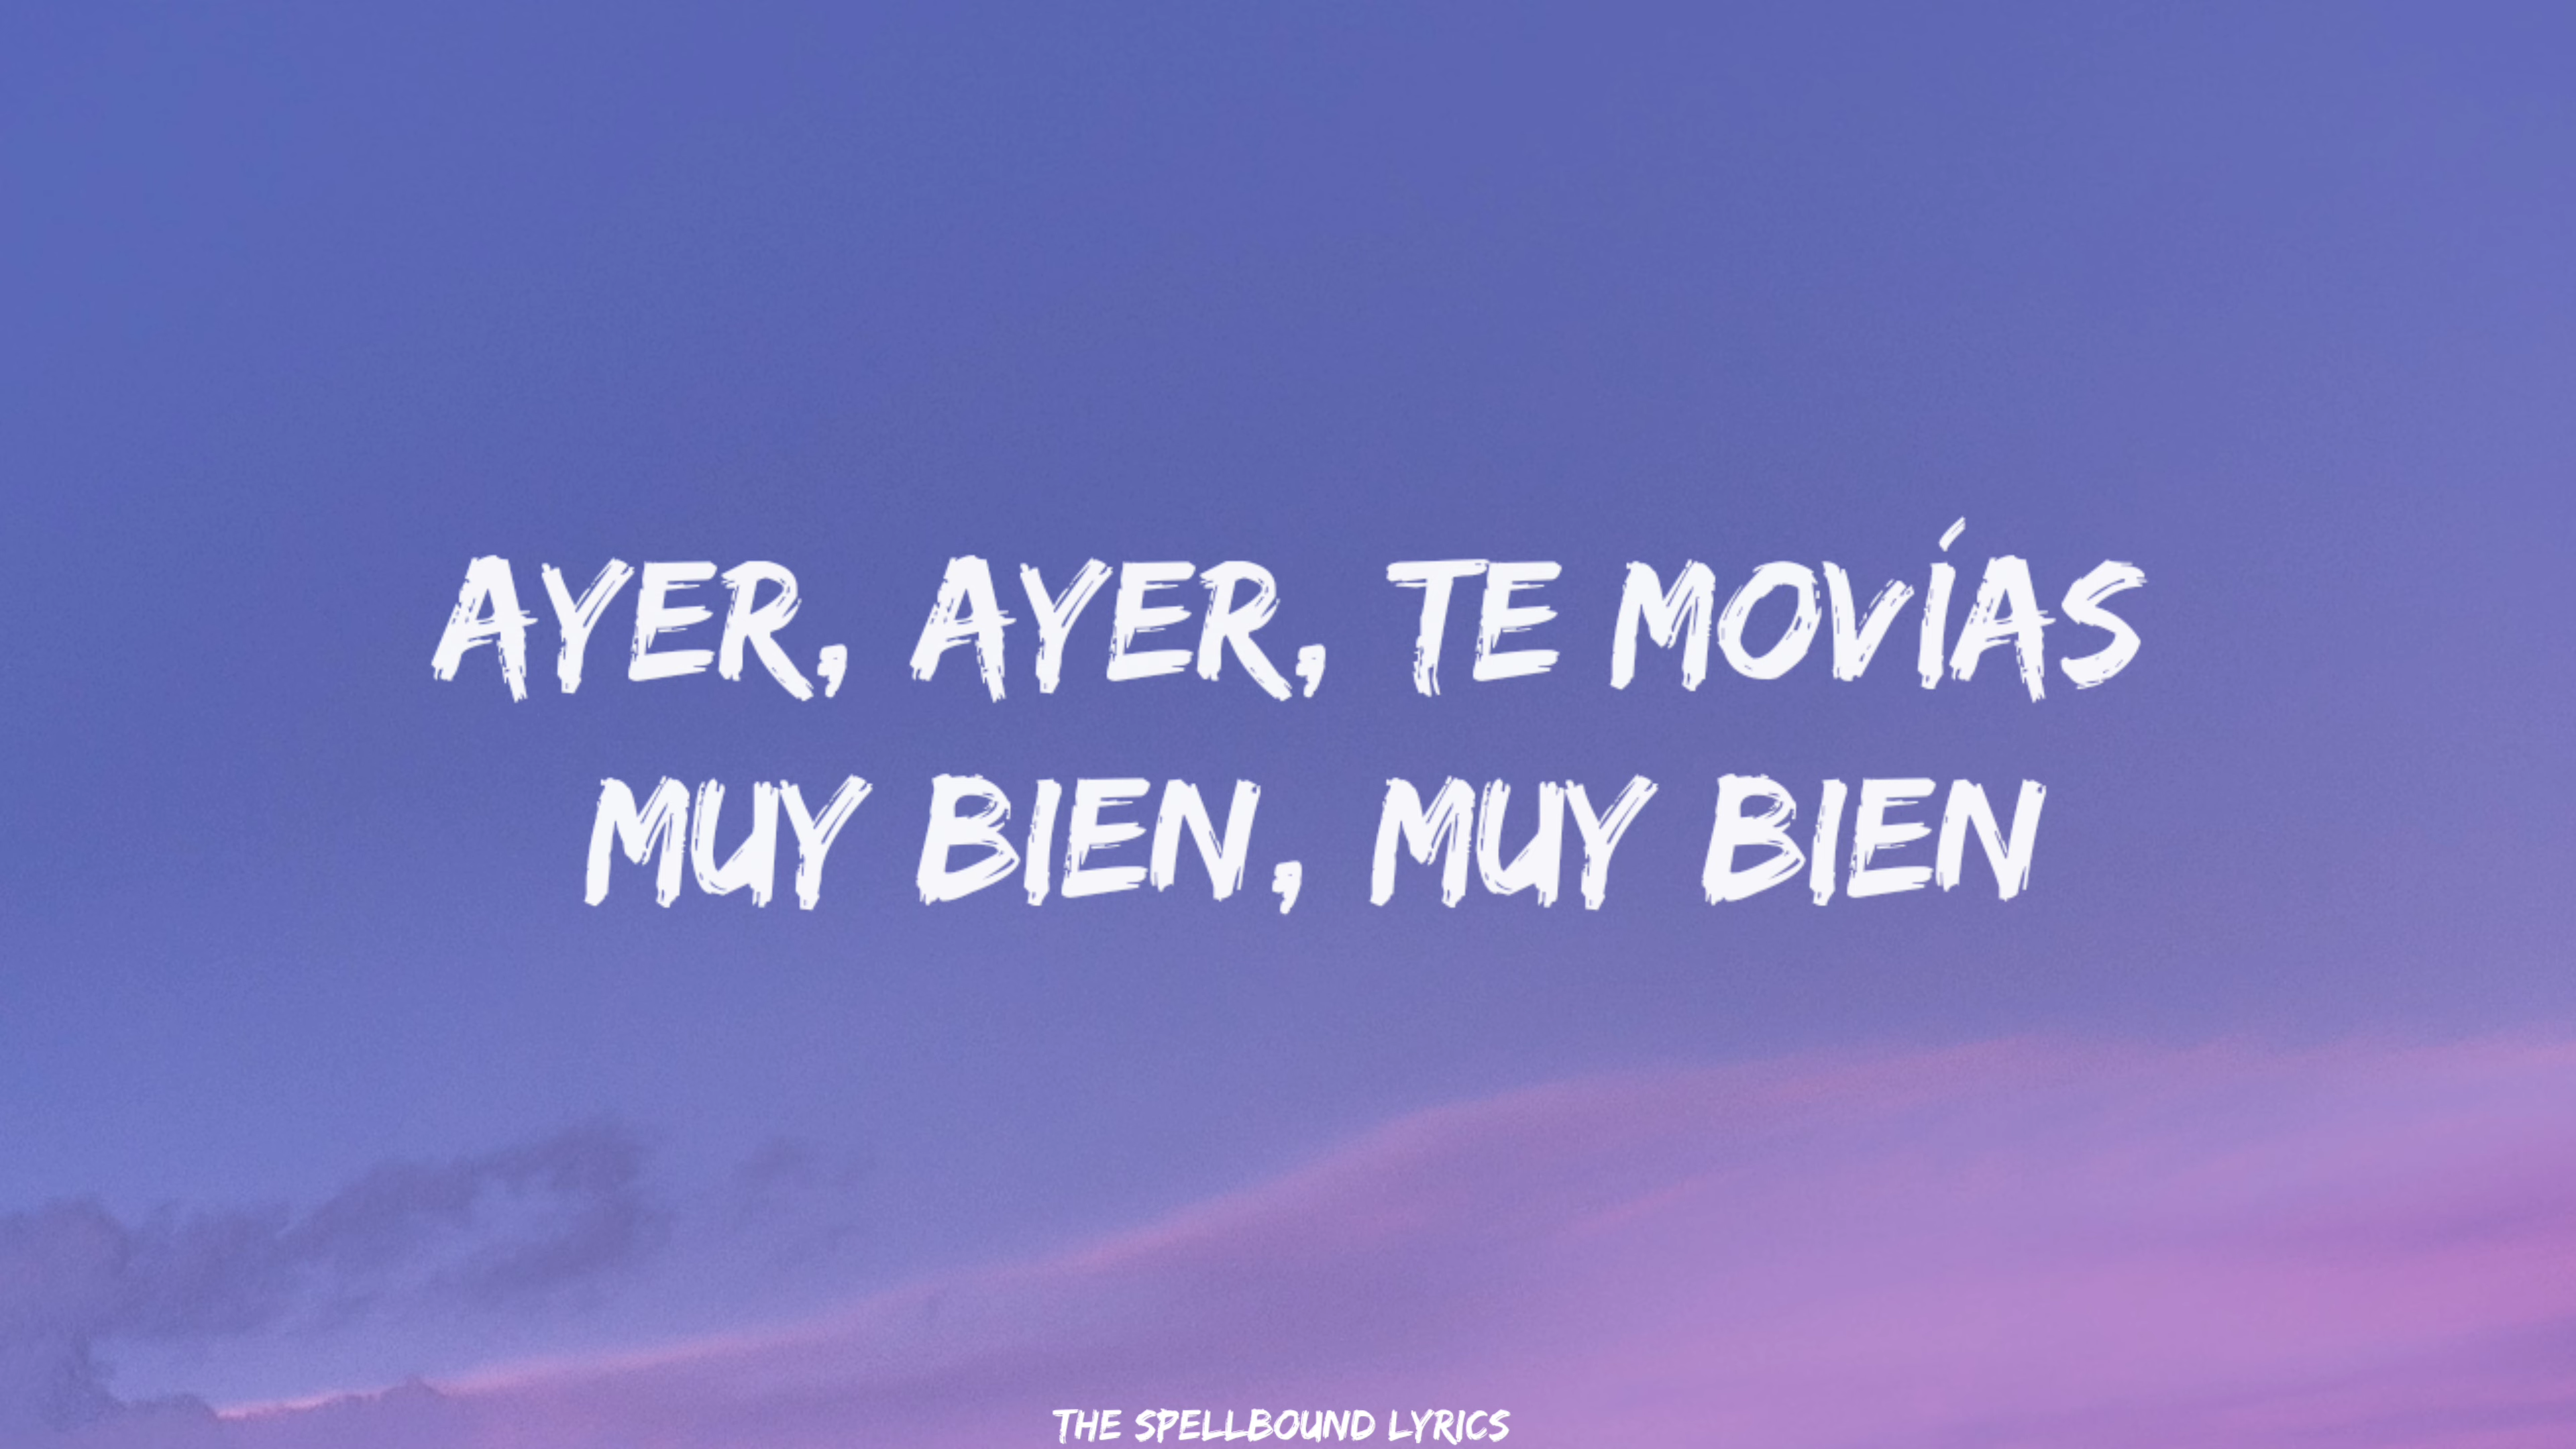 AYER, AYER, TE MOVÍAS
MUY BIEN, MUY BIEN
THE SPELLBOUND LYRICS